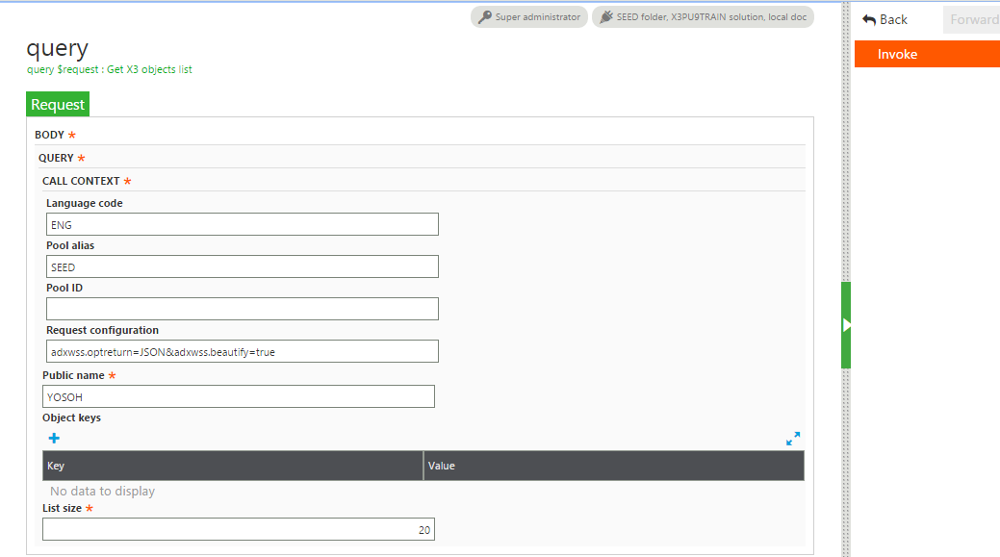 Super administrator
SEED folder, X3PU9TRAIN solution, local doc
Back
Forward
Invoke
query
query $request : Get X3 objects list
Request
BODY *
QUERY *
CALL CONTEXT *
Language code
ENG
Pool alias
SEED
Pool ID
Request configuration
adxwss.optreturn=JSON&adxwss.beautify=true
Public name *
YOSOH
Object keys
Key Value
No data to display
List size *
20